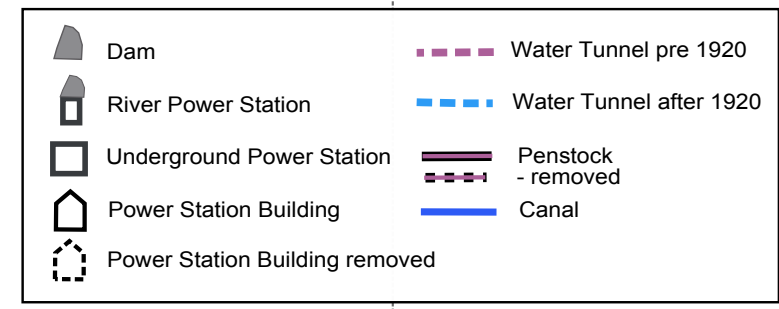 Dam
River Power Station
Underground Power Station
Power Station Building
Power Station Building removed
Water Tunnel pre 1920
Water Tunnel after 1920
Penstock
- removed
Canal